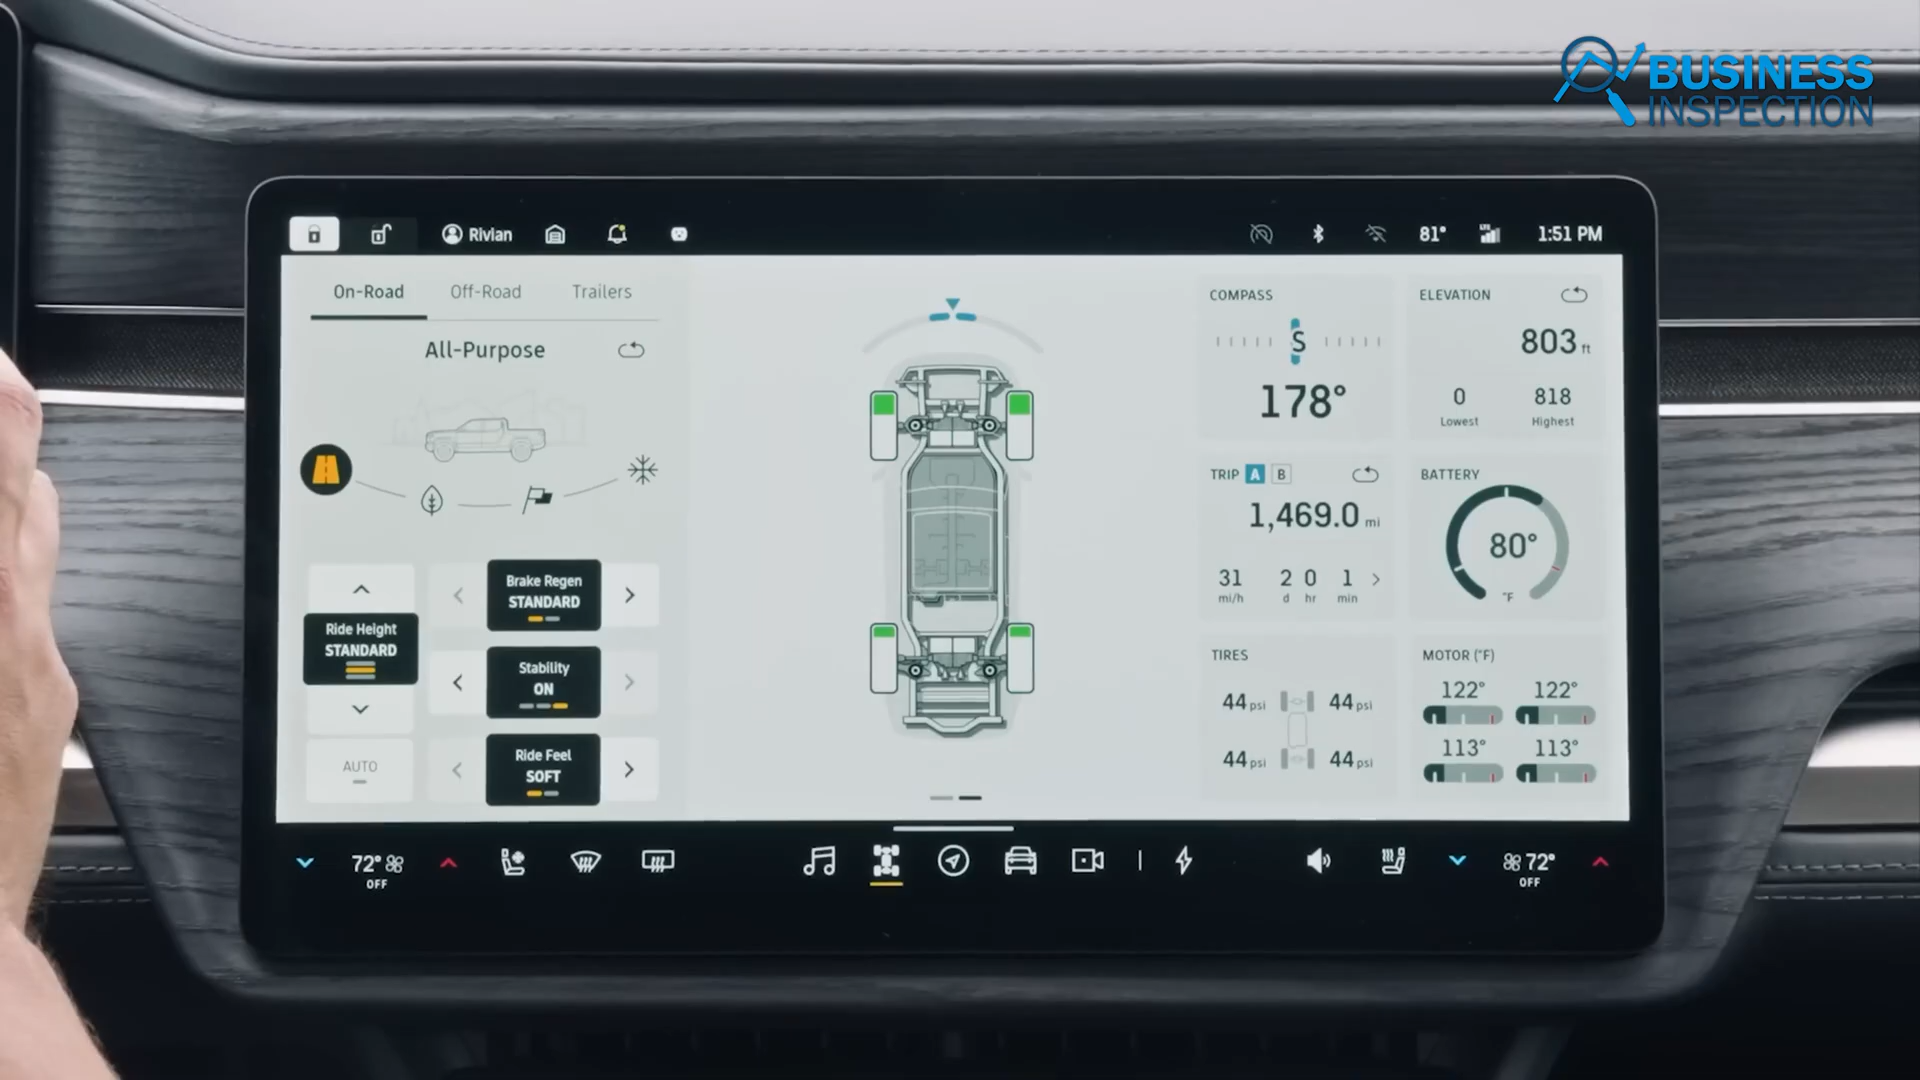 BUSINESS
INSPECTION
Rivian
81°
LTE
1:51 PM
On-Road
Off-Road
Trailers
All-Purpose
Brake Regen
STANDARD
Ride Height
STANDARD
Stability
ON
Ride Feel
SOFT
AUTO
COMPASS
S
178°
ELEVATION
803 ft
0
818
Lowest
Highest
TRIP A B
1,469.0 mi
31
2
0
1
mi/h
d
hr
min
BATTERY
80°
°F
TIRES
44 psi
44 psi
44 psi
44 psi
MOTOR (°F)
122°
122°
113°
113°
72°
OFF
72°
OFF